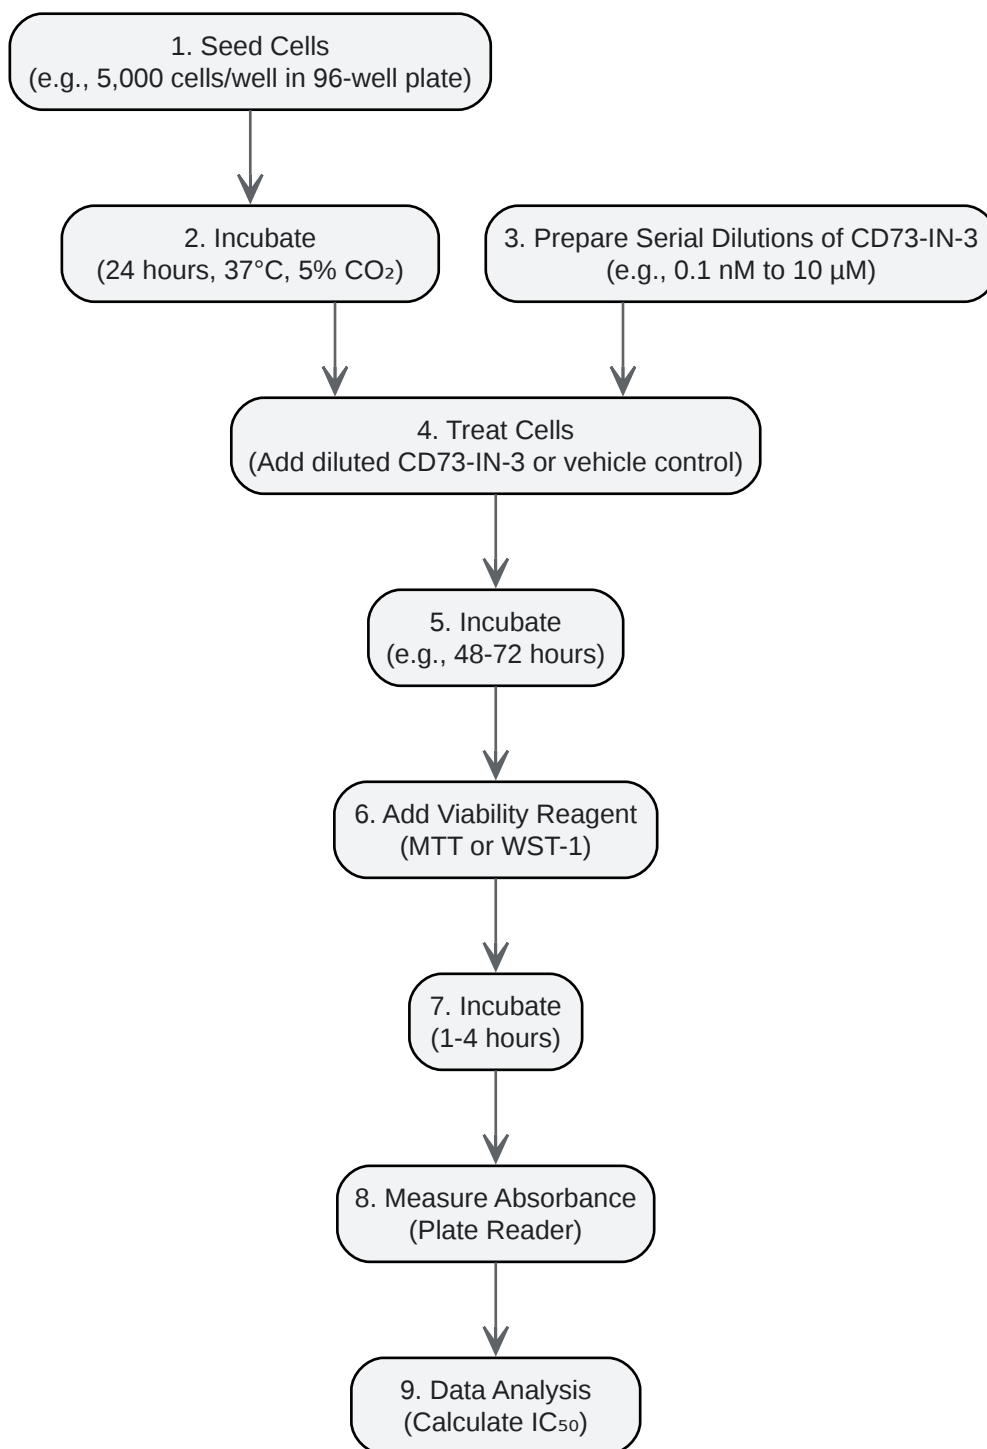 1. Seed Cells
(e.g., 5,000 cells/well in 96-well plate)
2. Incubate
(24 hours, 37°C, 5% CO₂)
3. Prepare Serial Dilutions of CD73-IN-3
(e.g., 0.1 nM to 10 µM)
4. Treat Cells
(Add diluted CD73-IN-3 or vehicle control)
5. Incubate
(e.g., 48-72 hours)
6. Add Viability Reagent
(MTT or WST-1)
7. Incubate
(1-4 hours)
8. Measure Absorbance
(Plate Reader)
9. Data Analysis
(Calculate IC₅₀)